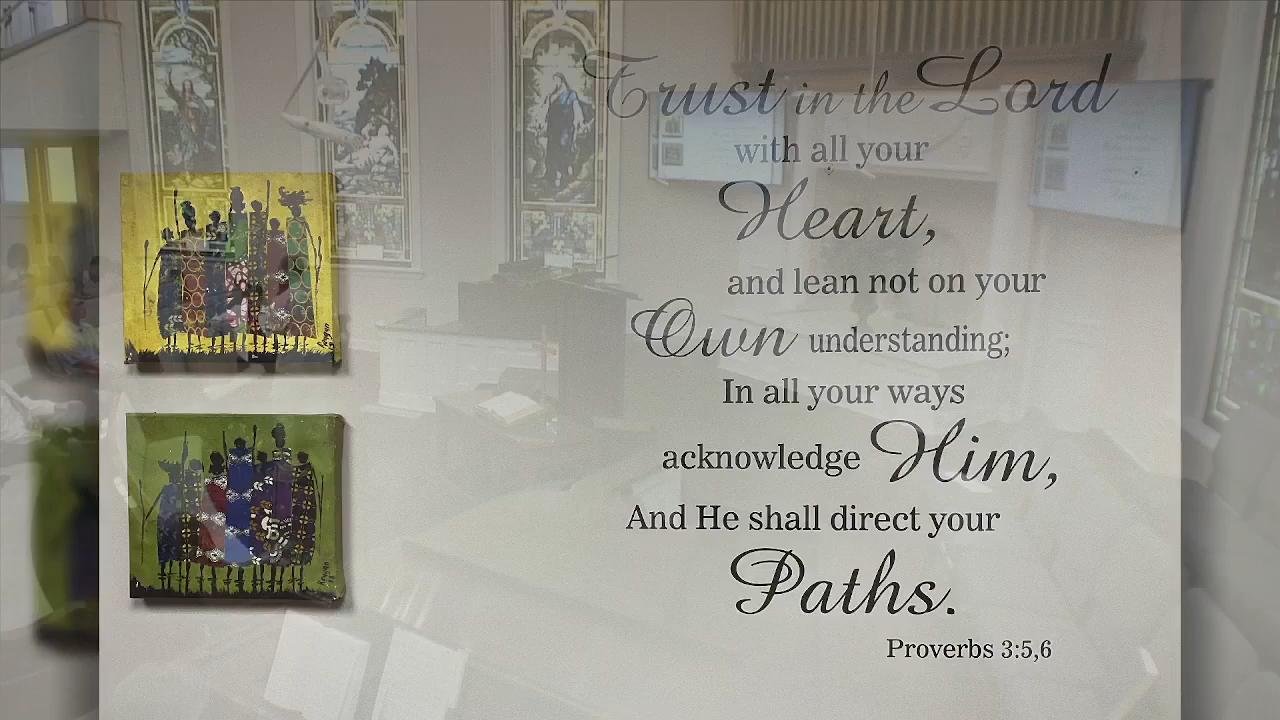 Trust in the Lord
with all your
Heart,
and lean not on your
Own understanding;
In all your ways
acknowledge Him,
And He shall direct your
Paths.
Proverbs 3:5,6